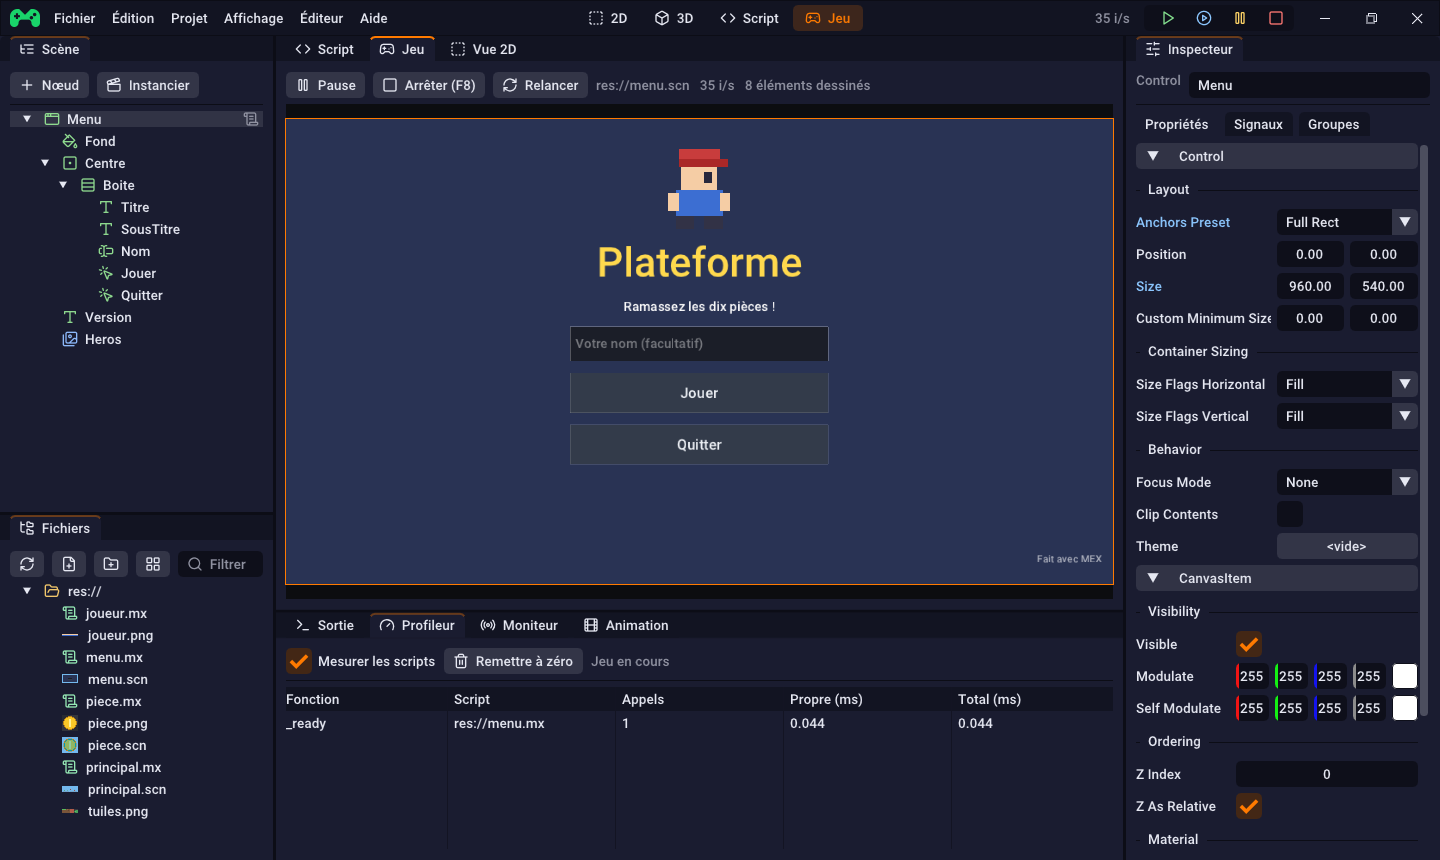 Fichier Édition Projet Affichage Éditeur Aide 2D 3D Script Jeu 35 i/s
Scène
Nœud Instancier
Menu
Fond
Centre
Boite
Titre
SousTitre
Nom
Jouer
Quitter
Version
Heros
Fichiers
Filtrer
res://
joueur.mx
joueur.png
menu.mx
menu.scn
piece.mx
piece.png
piece.scn
principal.mx
principal.scn
tuiles.png
Script Jeu Vue 2D
Pause Arrêter (F8) Relancer res://menu.scn 35 i/s 8 éléments dessinés
Plateforme
Ramassez les dix pièces !
Votre nom (facultatif)
Jouer
Quitter
Fait avec MEX
Sortie Profileur Moniteur Animation
Mesurer les scripts Remettre à zéro Jeu en cours
Fonction Script Appels Propre (ms) Total (ms)
_ready res://menu.mx 1 0.044 0.044
Inspecteur
Control Menu
Propriétés Signaux Groupes
Control
Layout
Anchors Preset Full Rect
Position 0.00 0.00
Size 960.00 540.00
Custom Minimum Size 0.00 0.00
Container Sizing
Size Flags Horizontal Fill
Size Flags Vertical Fill
Behavior
Focus Mode None
Clip Contents
Theme <vide>
CanvasItem
Visibility
Visible
Modulate 255 255 255 255
Self Modulate 255 255 255 255
Ordering
Z Index 0
Z As Relative
Material